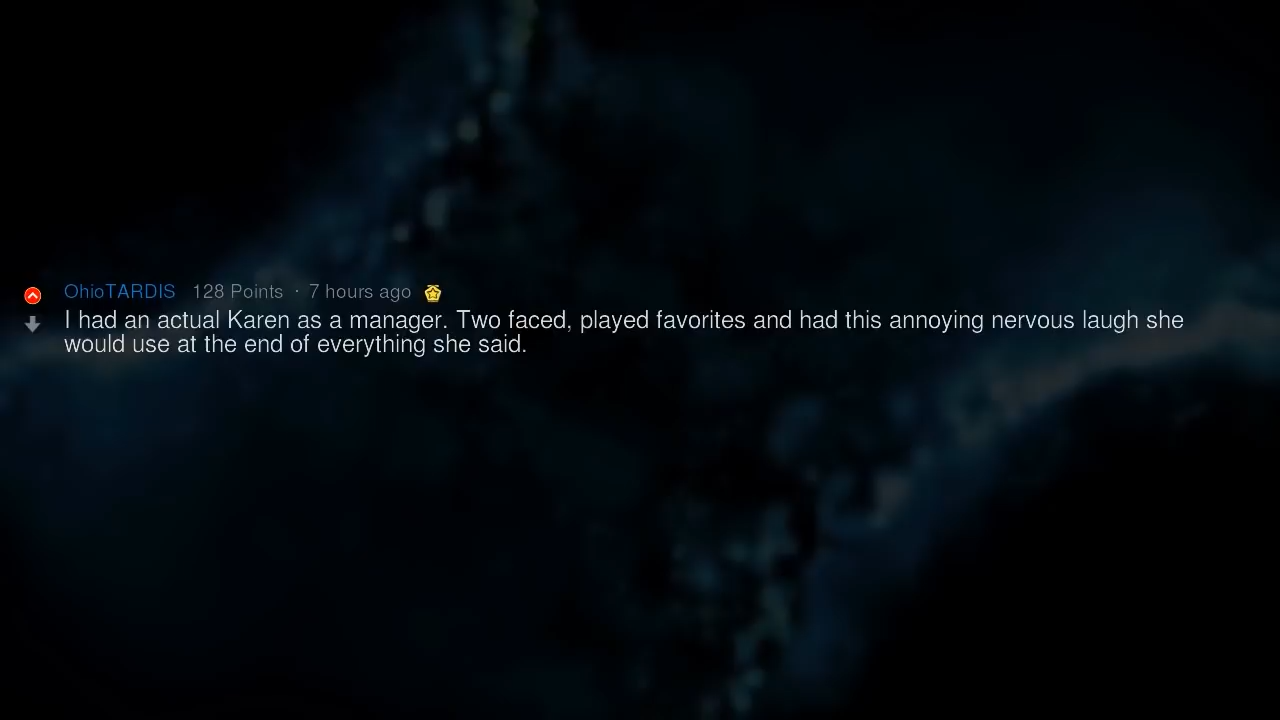 OhioTARDIS 128 Points · 7 hours ago
I had an actual Karen as a manager. Two faced, played favorites and had this annoying nervous laugh she
would use at the end of everything she said.